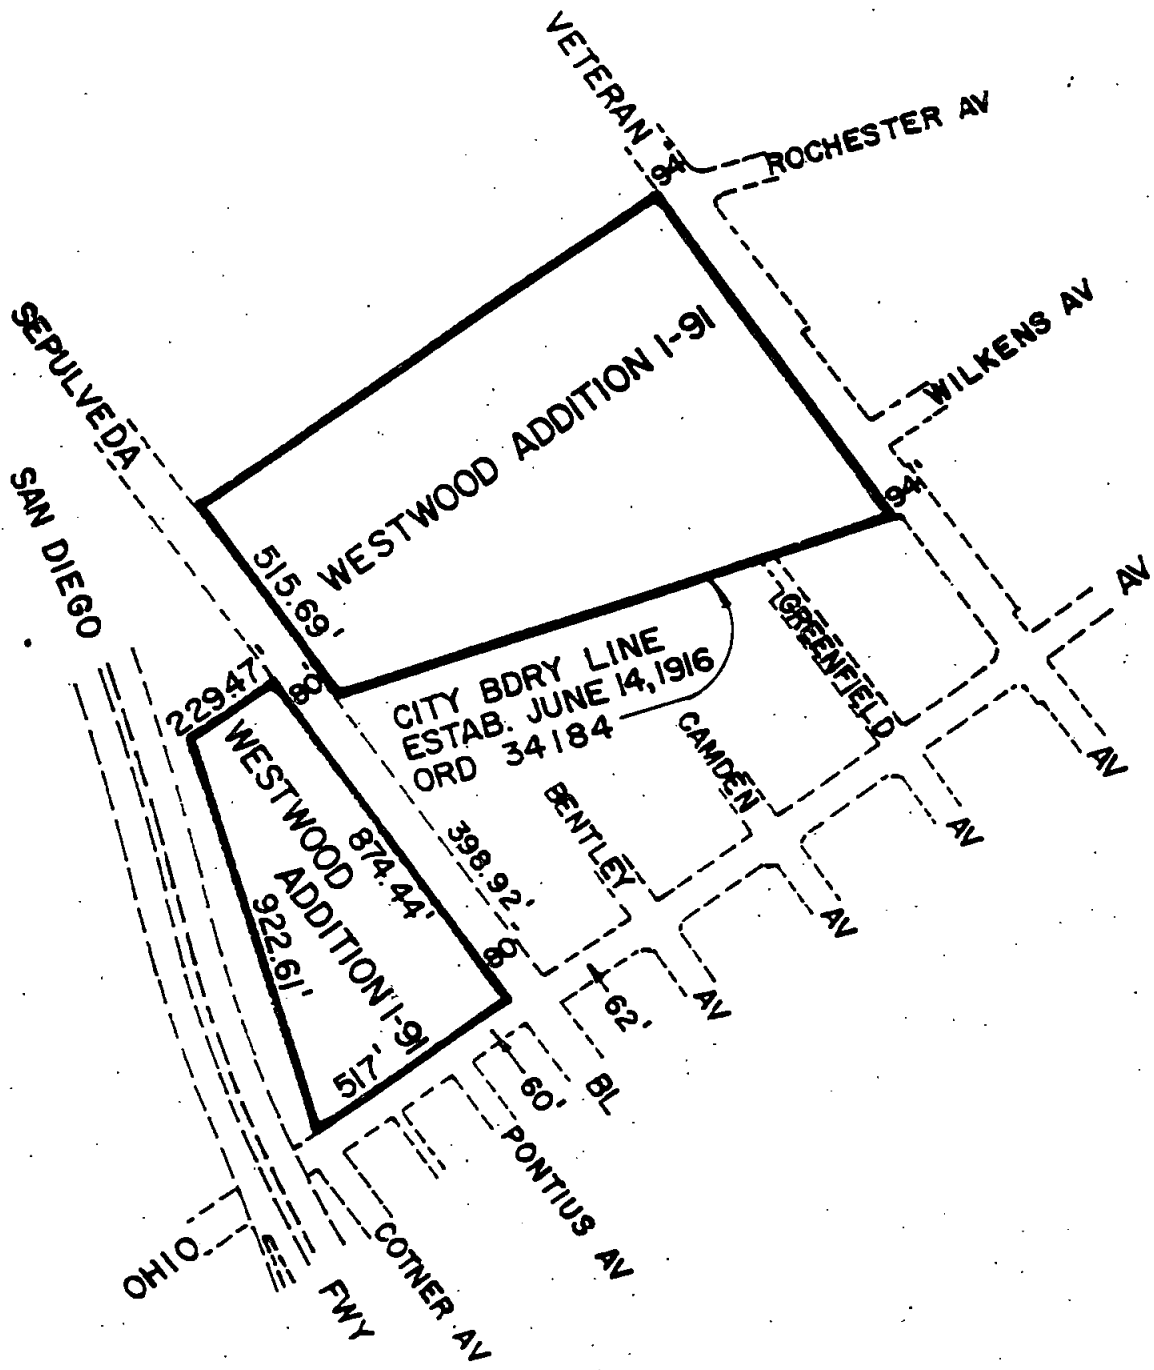 VETERAN
94'
ROCHESTER AV
WILKENS AV
SEPULVEDA
WESTWOOD ADDITION 1-91
94'
SAN DIEGO
515.69'
AV
GREENFIELD
229.47'
80'
CITY BDRY LINE
ESTAB. JUNE 14, 1916
ORD 34184
CAMDEN
WESTWOOD
ADDITION 1-91
874.44'
398.92'
BENTLEY
AV
AV
AV
AV
922.61'
80'
62'
517'
60'
BL
PONTIUS AV
OHIO
COTNER AV
FWY